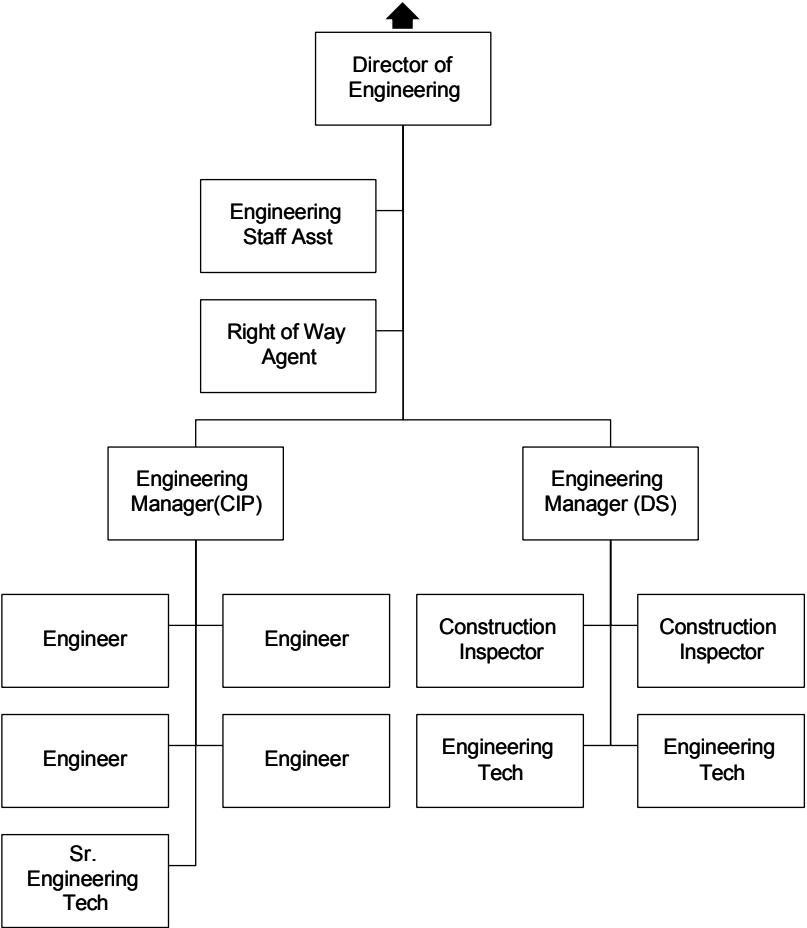 Director of
Engineering
Engineering
Staff Asst
Right of Way
Agent
Engineering
Manager(CIP)
Engineering
Manager (DS)
Engineer
Engineer
Construction
Inspector
Construction
Inspector
Engineer
Engineer
Engineering
Tech
Engineering
Tech
Sr.
Engineering
Tech